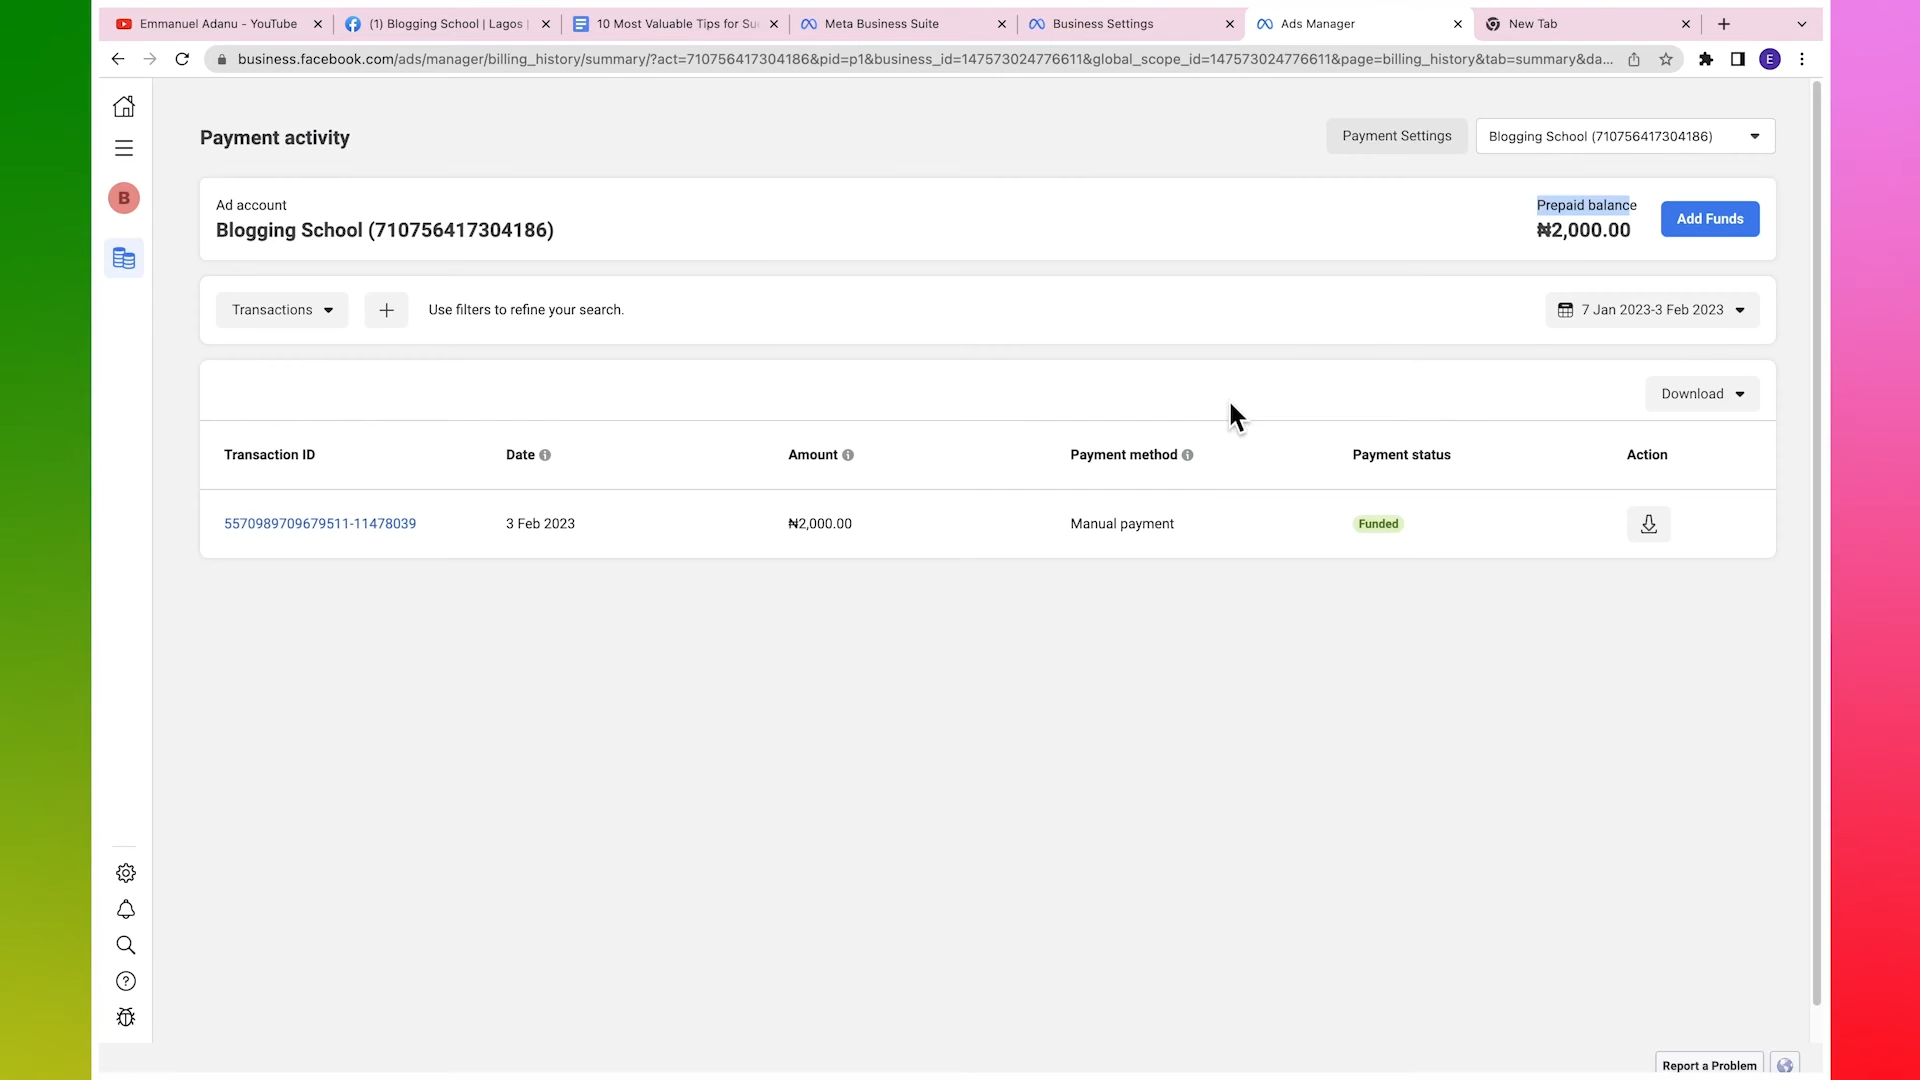 Emmanuel Adanu - YouTube
(1) Blogging School | Lagos |
10 Most Valuable Tips for Su
Meta Business Suite
Business Settings
Ads Manager
New Tab
business.facebook.com/ads/manager/billing_history/summary/?act=710756417304186&pid=p1&business_id=147573024776611&global_scope_id=147573024776611&page=billing_history&tab=summary&da...
E
Payment activity
Payment Settings
Blogging School (710756417304186)
B
Ad account
Blogging School (710756417304186)
Prepaid balance
₦2,000.00
Add Funds
Transactions
Use filters to refine your search.
7 Jan 2023-3 Feb 2023
Download
Transaction ID
Date
Amount
Payment method
Payment status
Action
5570989709679511-11478039
3 Feb 2023
₦2,000.00
Manual payment
Funded
Report a Problem